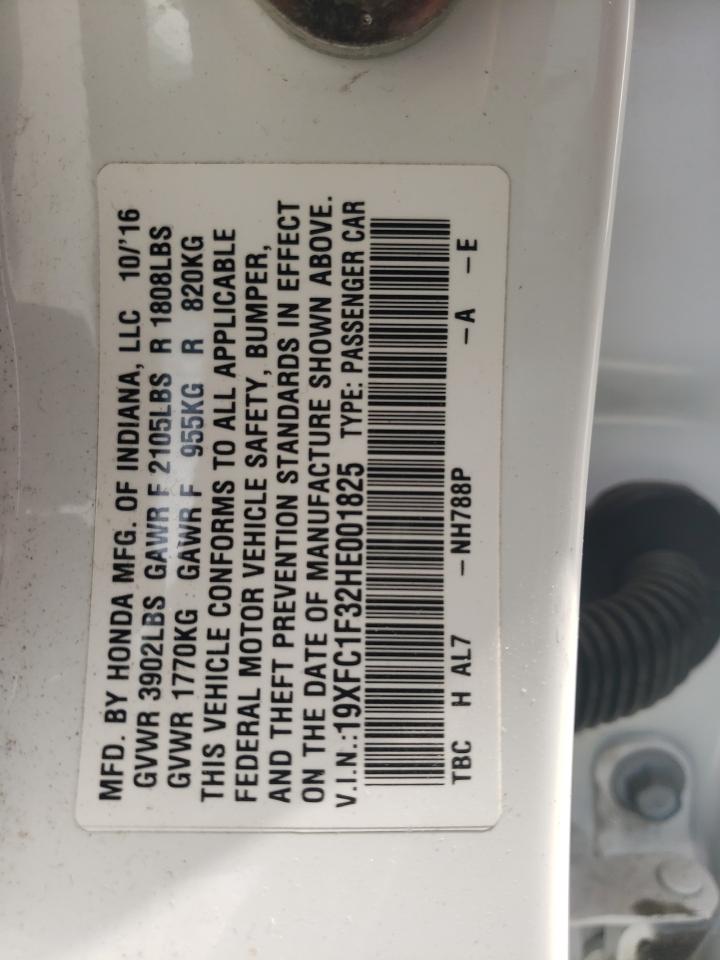 MFD. BY HONDA MFG. OF INDIANA, LLC 10/'16
GVWR 3902LBS GAWR F 2105LBS R 1808LBS
GVWR 1770KG GAWR F 955KG R 820KG
THIS VEHICLE CONFORMS TO ALL APPLICABLE
FEDERAL MOTOR VEHICLE SAFETY, BUMPER,
AND THEFT PREVENTION STANDARDS IN EFFECT
ON THE DATE OF MANUFACTURE SHOWN ABOVE.
V.I.N.:19XFC1F32HE001825 TYPE: PASSENGER CAR
TBC H AL7 -NH788P -A -E